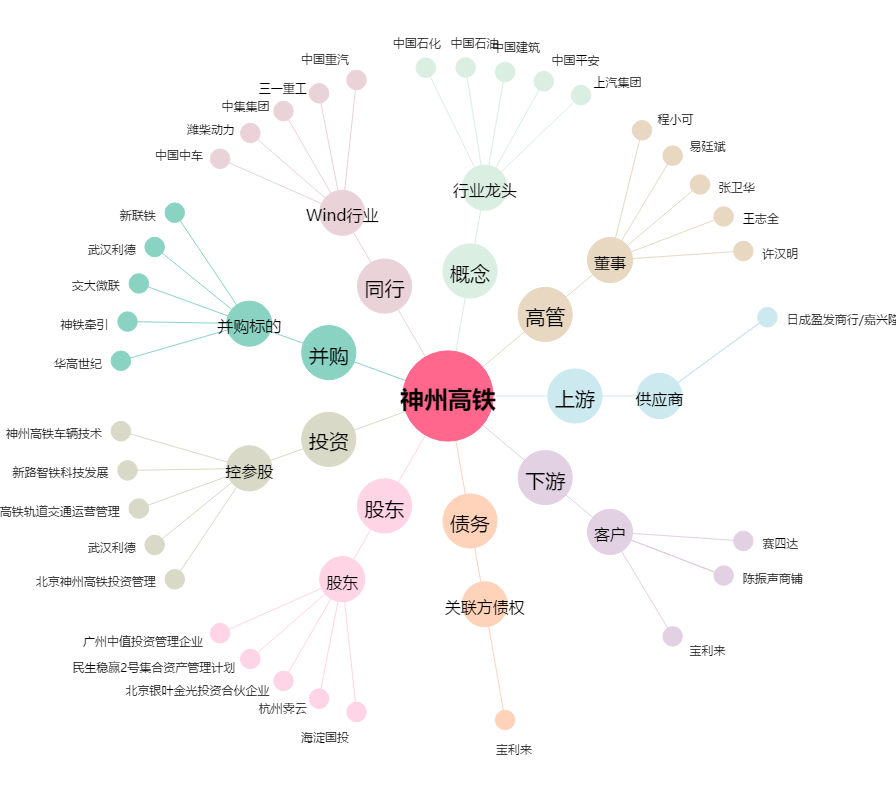 中国石化
中国石油
中国建筑
中国平安
上汽集团
中国重汽
三一重工
中集集团
潍柴动力
中国中车
程小可
易廷斌
张卫华
王志全
许汉明
行业龙头
Wind行业
董事
概念
同行
高管
新联铁
武汉利德
交大微联
神铁牵引
华高世纪
并购标的
并购
日成盈发商行/嘉兴隆
神州高铁
上游
供应商
神州高铁车辆技术
新路智铁科技发展
高铁轨道交通运营管理
武汉利德
北京神州高铁投资管理
控参股
投资
下游
客户
赛四达
陈振声商铺
宝利来
股东
债务
股东
关联方债权
广州中值投资管理企业
民生稳赢2号集合资产管理计划
北京银叶金光投资合伙企业
杭州霁云
海淀国投
宝利来